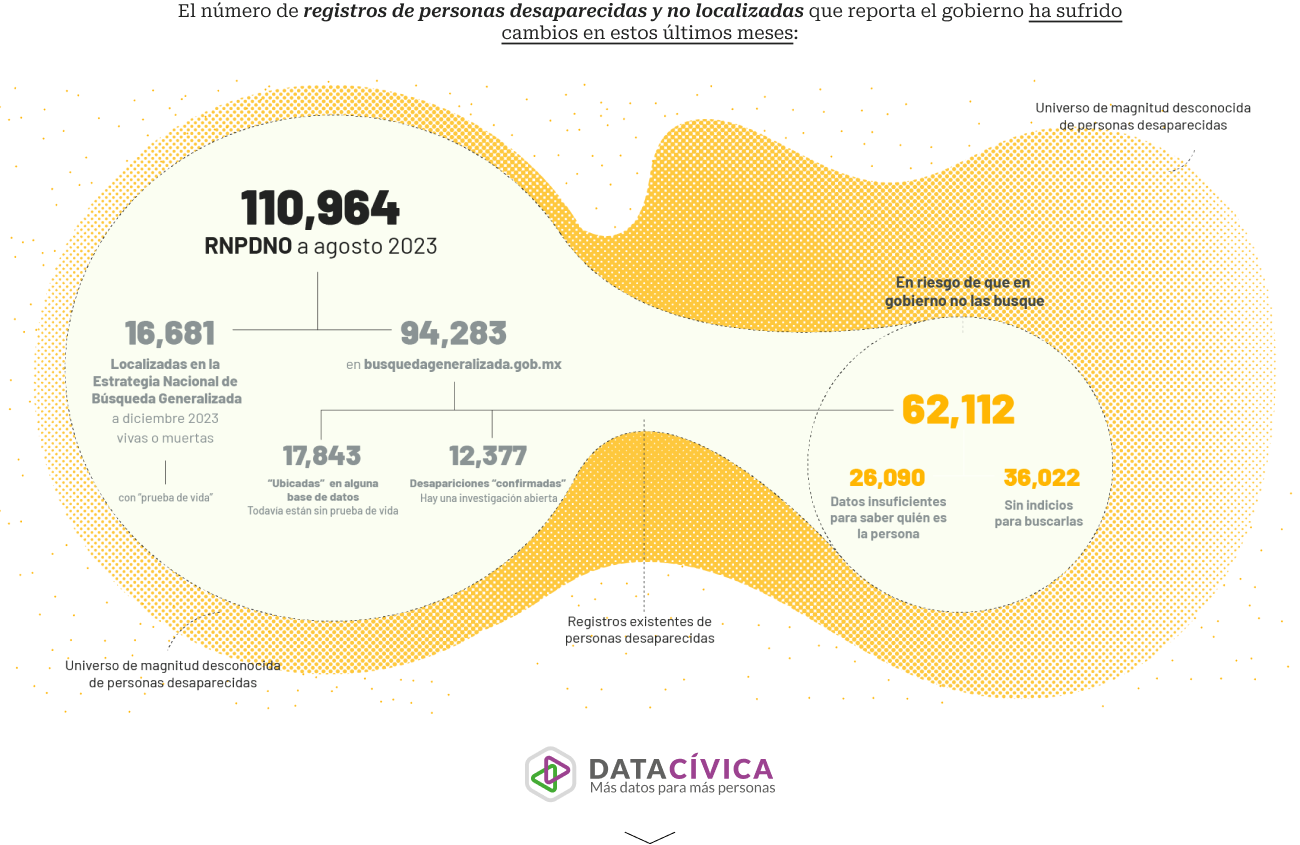 El número de registros de personas desaparecidas y no localizadas que reporta el gobierno ha sufrido
cambios en estos últimos meses:
Universo de magnitud desconocida
de personas desaparecidas
110,964
RNPDNO a agosto 2023
En riesgo de que en
gobierno no las busque
16,681
Localizadas en la
Estrategia Nacional de
Búsqueda Generalizada
a diciembre 2023
vivas o muertas
con "prueba de vida"
94,283
en busquedageneralizada.gob.mx
17,843
"Ubicadas" en alguna
base de datos
Todavía están sin prueba de vida
12,377
Desapariciones "confirmadas"
Hay una investigación abierta
62,112
26,090
Datos insuficientes
para saber quién es
la persona
36,022
Sin indicios
para buscarlas
Registros existentes de
personas desaparecidas
Universo de magnitud desconocida
de personas desaparecidas
DATACÍVICA
Más datos para más personas